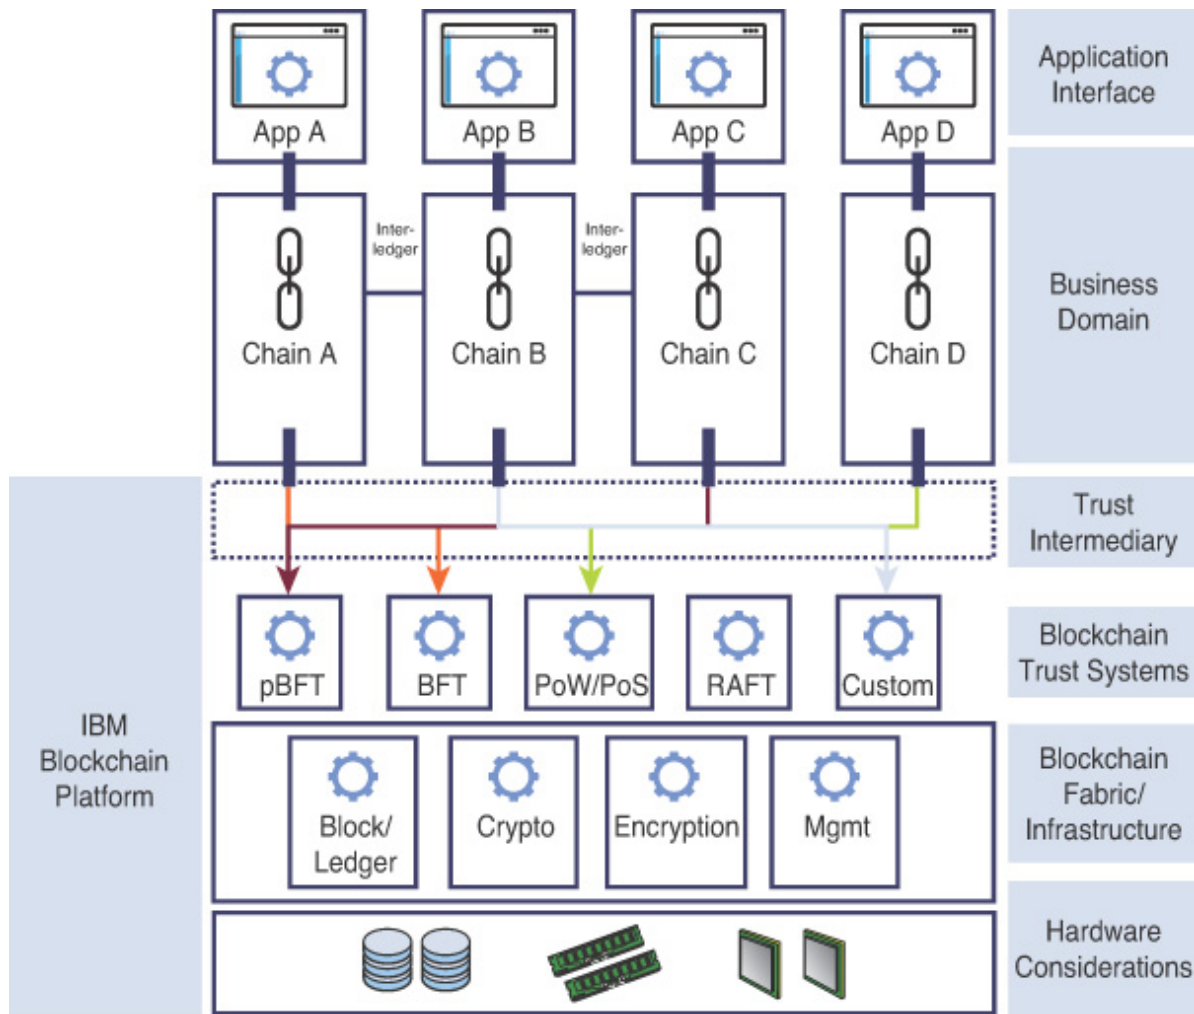 App A
App B
App C
App D
Application
Interface
Inter-
ledger
Inter-
ledger
Chain A
Chain B
Chain C
Chain D
Business
Domain
Trust
Intermediary
pBFT
BFT
PoW/PoS
RAFT
Custom
Blockchain
Trust Systems
IBM
Blockchain
Platform
Block/
Ledger
Crypto
Encryption
Mgmt
Blockchain
Fabric/
Infrastructure
Hardware
Considerations